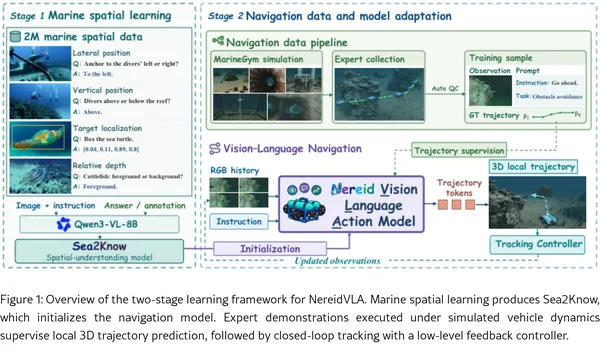 Stage 1 Marine spatial learning
2M marine spatial data
Lateral position
Q: Anchor to the divers' left or right?
A: To the left.
Vertical position
Q: Divers above or below the reef?
A: Above.
Target localization
Q: Box the sea turtle.
A: [0.04, 0.11, 0.89, 0.8]
Relative depth
Q: Cuttlefish: foreground or background?
A: Foreground.
Image + instruction
Answer / annotation
Qwen3-VL-8B
Sea2Know
Spatial-understanding model
Stage 2 Navigation data and model adaptation
Navigation data pipeline
MarineGym simulation
Expert collection
Auto QC
Training sample
Observation
Prompt
Instruction: Go ahead.
Task: Obstacle avoidance
GT trajectory
p₁
pK
Vision-Language Navigation
Trajectory supervision
RGB history
Instruction
Nereid Vision
Language
Action Model
Trajectory
tokens
3D local trajectory
Tracking Controller
Initialization
Updated observations
Figure 1: Overview of the two-stage learning framework for NereidVLA. Marine spatial learning produces Sea2Know,
which initializes the navigation model. Expert demonstrations executed under simulated vehicle dynamics
supervise local 3D trajectory prediction, followed by closed-loop tracking with a low-level feedback controller.